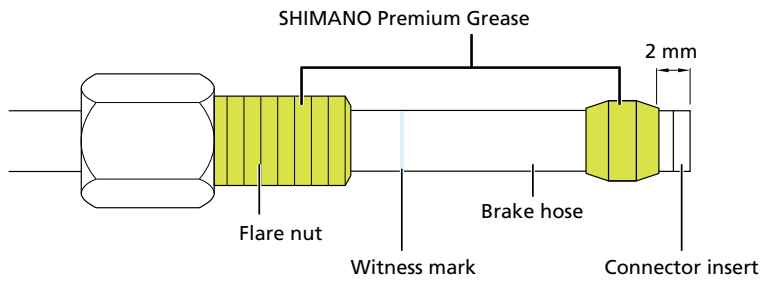 SHIMANO Premium Grease
2 mm
Brake hose
Flare nut
Witness mark
Connector insert